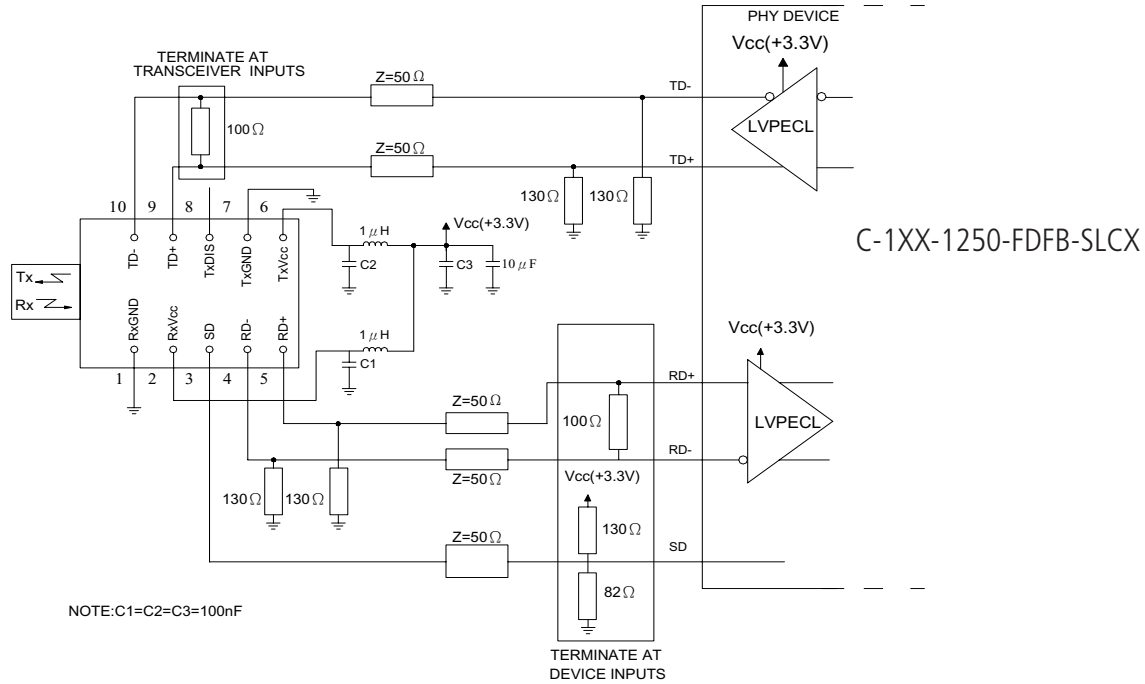 PHY DEVICE
Vcc(+3.3V)
TERMINATE AT
TRANSCEIVER INPUTS
Z=50Ω
TD-
100Ω
LVPECL
Z=50Ω
TD+
130Ω 130Ω
10 9 8 7 6
1μH
Vcc(+3.3V)
C2
C3
10μF
C-1XX-1250-FDFB-SLCX
TD-
TD+
TxDIS
TxGND
TxVcc
Tx
Rx
RxGND
RxVcc
SD
RD-
RD+
1μH
C1
Vcc(+3.3V)
1 2 3 4 5
RD+
Z=50Ω
100Ω
LVPECL
RD-
Z=50Ω
Vcc(+3.3V)
130Ω 130Ω
130Ω
Z=50Ω
SD
82Ω
NOTE:C1=C2=C3=100nF
TERMINATE AT
DEVICE INPUTS